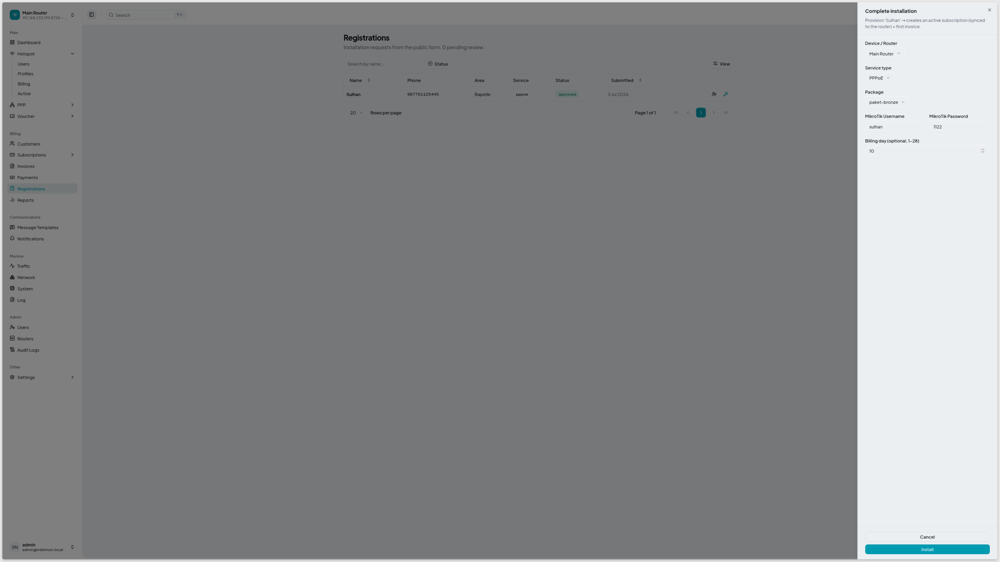 Main Router
192.168.233.199:8728 — ...
Main
Dashboard
Hotspot
Users
Profiles
Billing
Active
PPP
Voucher
Billing
Customers
Subscriptions
Invoices
Payments
Registrations
Reports
Communications
Message Templates
Notifications
Monitor
Traffic
Network
System
Log
Admin
Users
Routers
Audit Logs
Other
Settings
SN
admin
admin@mikhmon.local
Search
⌘ K
Registrations
Installation requests from the public form. 0 pending review.
Search by name...
Status
View
Name Phone Area Service Status Submitted
Sulhan 087761125445 Bapelle pppoe approved 5 Jul 2026
20 Rows per page Page 1 of 1 1
Complete installation
Provision 'Sulhan' → creates an active subscription (synced
to the router) + first invoice.
Device / Router
Main Router
Service type
PPPoE
Package
paket-bronze
MikroTik Username MikroTik Password
sulhan 1122
Billing day (optional, 1–28)
10
Cancel
Install